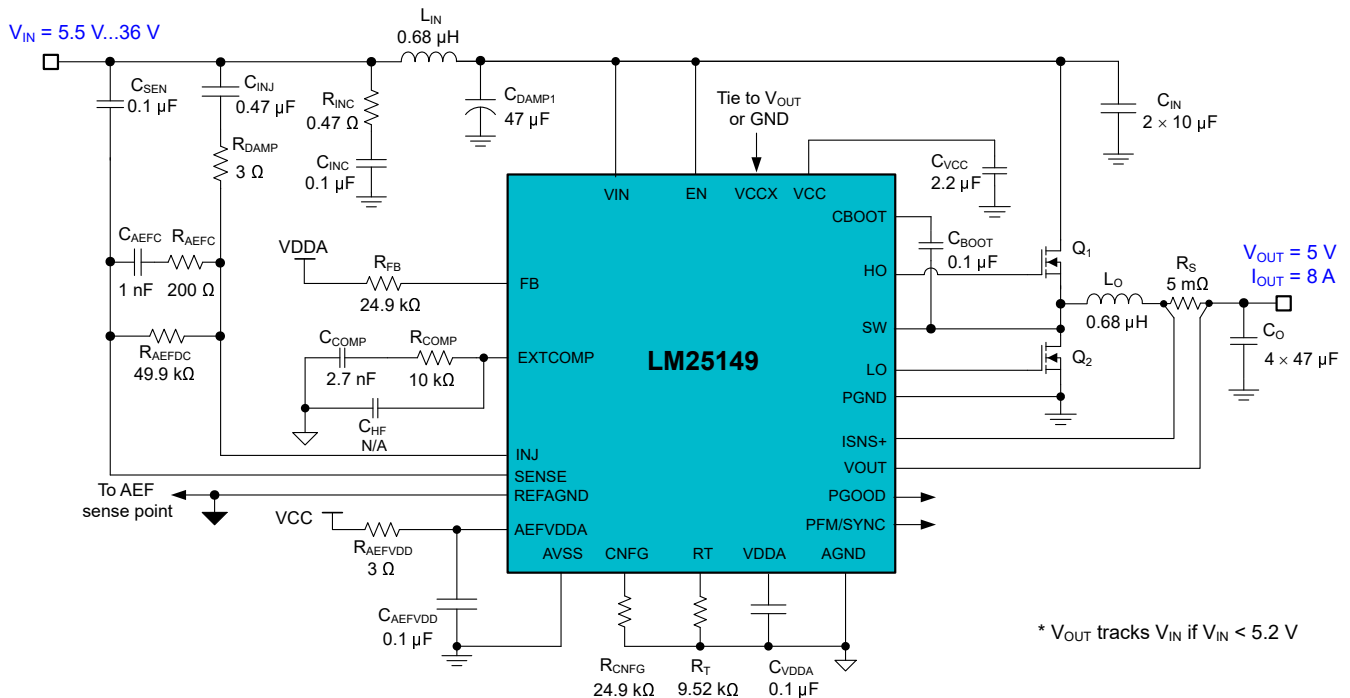 V_IN = 5.5 V...36 V
L_IN
0.68 µH
C_SEN
0.1 µF
C_INJ
0.47 µF
R_INC
0.47 Ω
C_DAMP1
47 µF
Tie to V_OUT
or GND
C_IN
2 × 10 µF
R_DAMP
3 Ω
C_INC
0.1 µF
C_VCC
2.2 µF
VIN
EN
VCCX
VCC
CBOOT
C_BOOT
0.1 µF
Q_1
C_AEFC
R_AEFC
1 nF
200 Ω
VDDA
R_FB
24.9 kΩ
FB
HO
V_OUT = 5 V
I_OUT = 8 A
L_O
0.68 µH
R_S
5 mΩ
R_AEFDC
49.9 kΩ
C_COMP
2.7 nF
R_COMP
10 kΩ
EXTCOMP
LM25149
SW
LO
Q_2
C_O
4 × 47 µF
C_HF
N/A
PGND
ISNS+
INJ
SENSE
REFAGND
VOUT
PGOOD
PFM/SYNC
To AEF
sense point
VCC
R_AEFVDD
3 Ω
AEFVDDA
AVSS
CNFG
RT
VDDA
AGND
C_AEFVDD
0.1 µF
R_CNFG
24.9 kΩ
R_T
9.52 kΩ
C_VDDA
0.1 µF
* V_OUT tracks V_IN if V_IN < 5.2 V